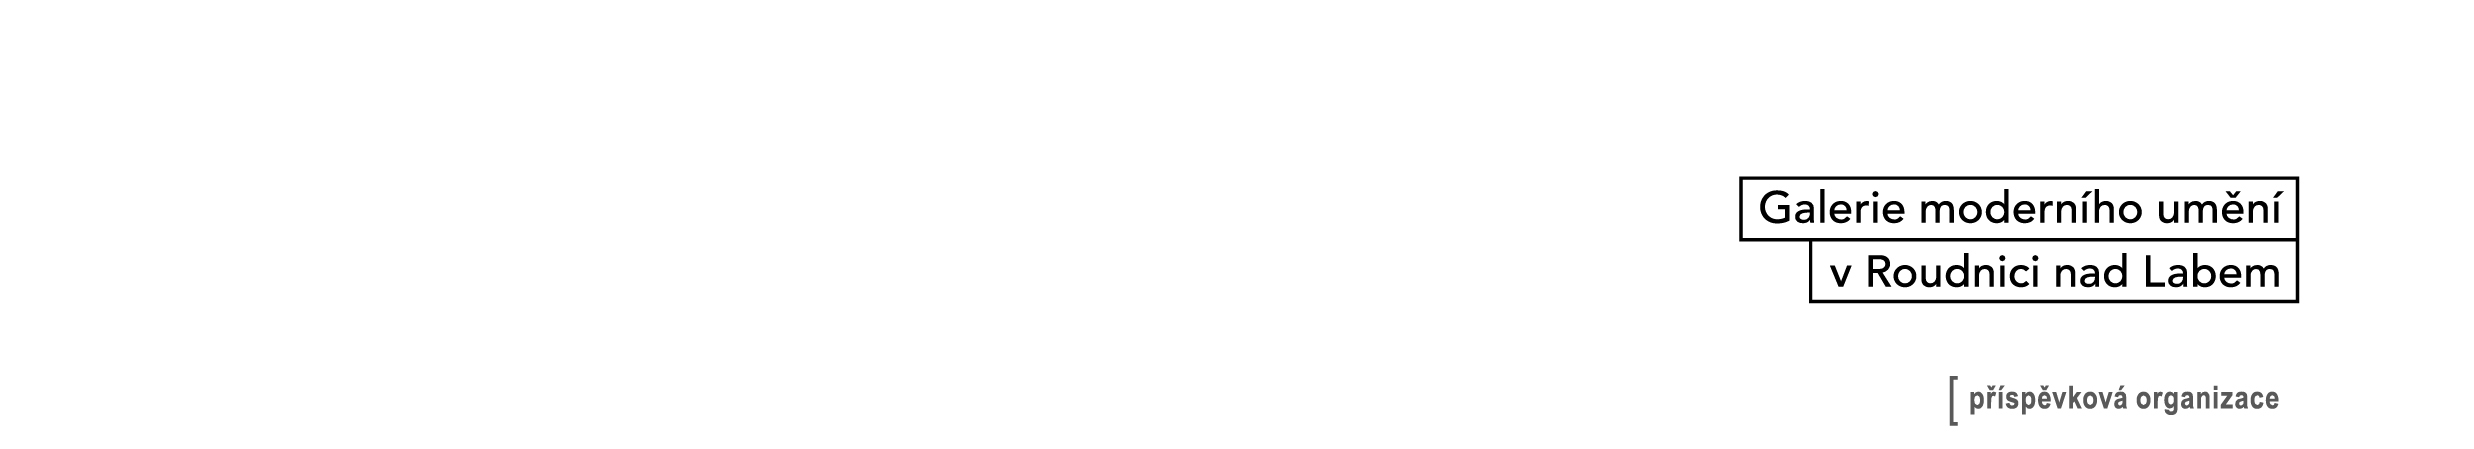 Galerie moderního umění
v Roudnici nad Labem
[ příspěvková organizace